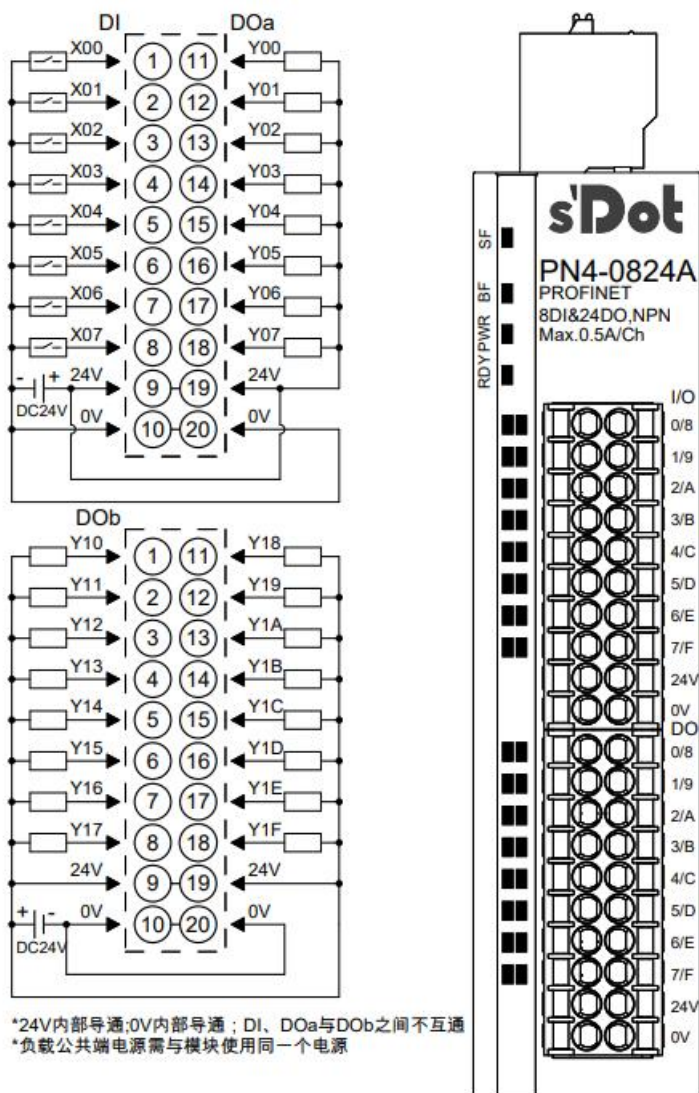 DI DOa
X00 1 11 Y00
X01 2 12 Y01
X02 3 13 Y02
X03 4 14 Y03
X04 5 15 Y04
X05 6 16 Y05
X06 7 17 Y06
X07 8 18 Y07
- + 24V 9 19 24V
DC24V
0V 10 20 0V
DOb
Y10 1 11 Y18
Y11 2 12 Y19
Y12 3 13 Y1A
Y13 4 14 Y1B
Y14 5 15 Y1C
Y15 6 16 Y1D
Y16 7 17 Y1E
Y17 8 18 Y1F
24V 9 19 24V
+ - 0V 10 20 0V
DC24V
*24V内部导通;0V内部导通；DI、DOa与DOb之间不互通
*负载公共端电源需与模块使用同一个电源
s'Dot
PN4-0824A
PROFINET
8DI&24DO,NPN
Max.0.5A/Ch
SF
BF
PWR
RDY
I/O
0/8
1/9
2/A
3/B
4/C
5/D
6/E
7/F
24V
0V
DO
0/8
1/9
2/A
3/B
4/C
5/D
6/E
7/F
24V
0V